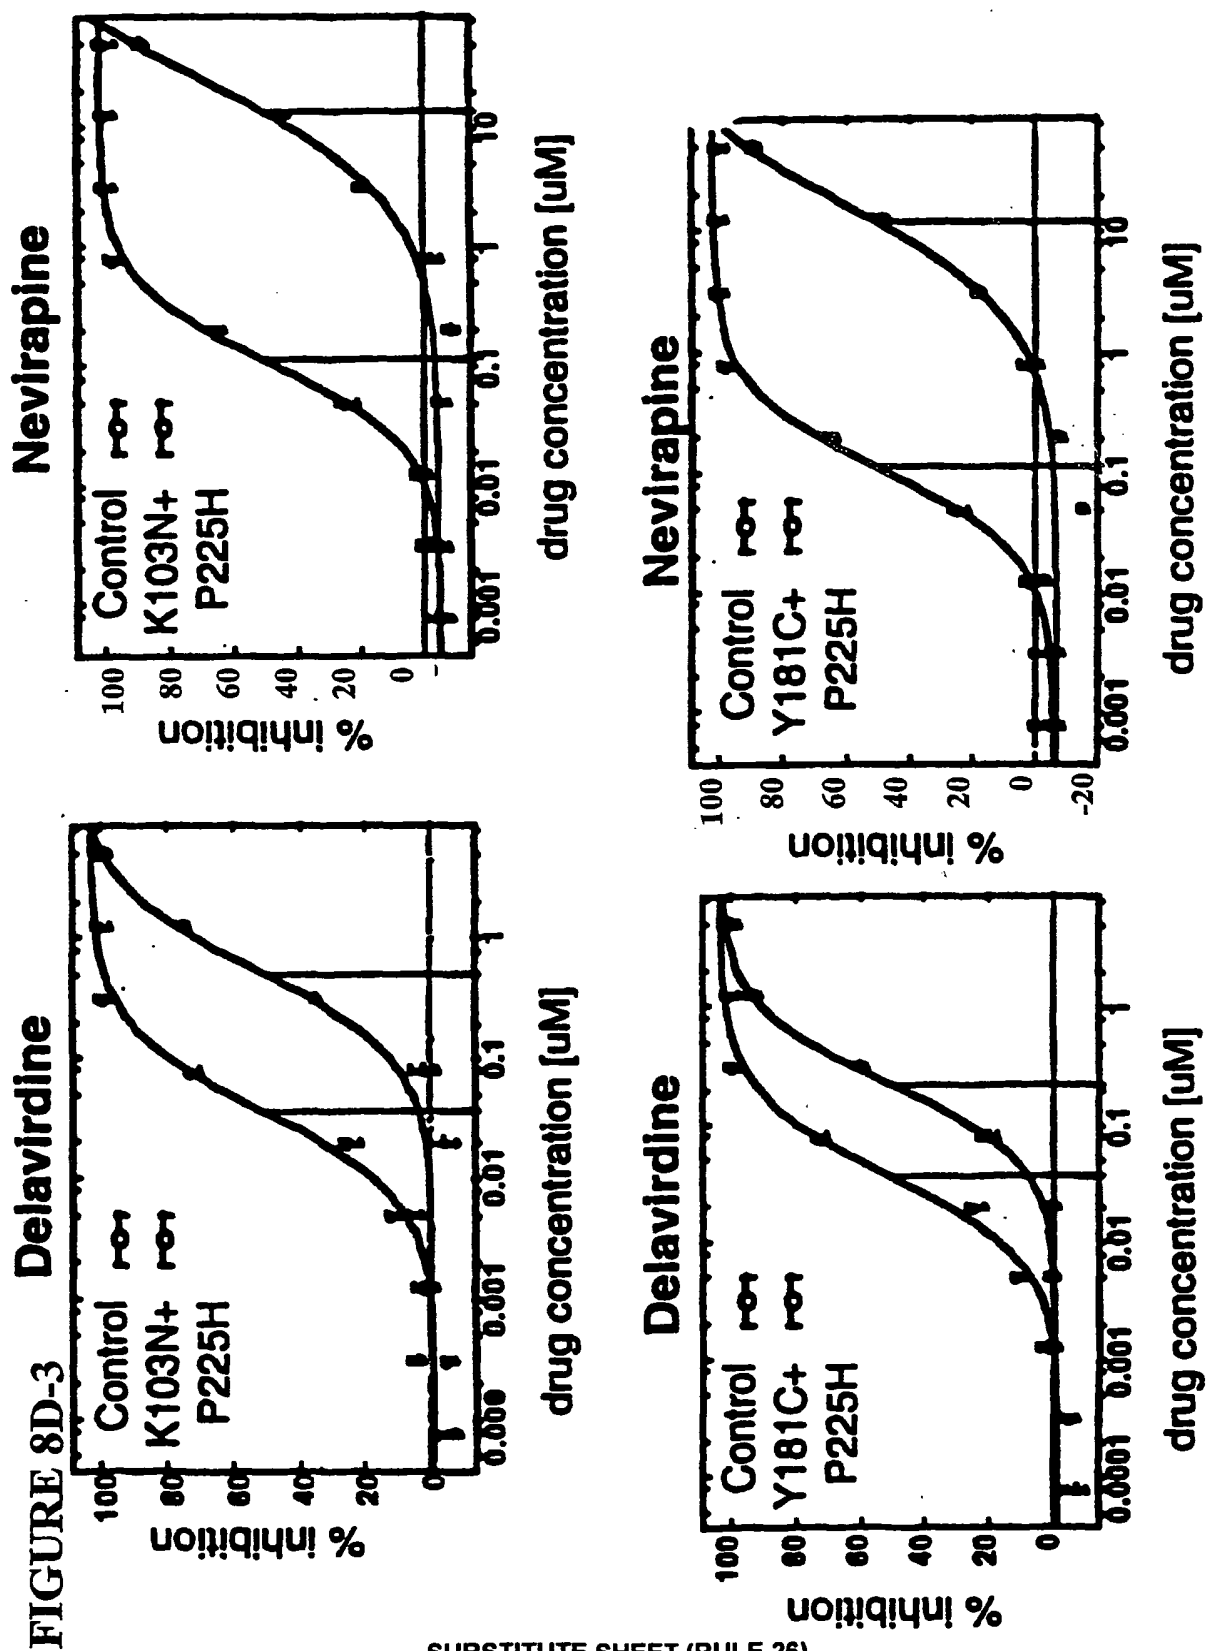 FIGURE 8D-3
Delavirdine
Control
K103N+
P225H
% inhibition
100
80
60
40
20
0
0.000
0.001
0.01
0.1
1
drug concentration [uM]
Nevirapine
Control
K103N+
P225H
% inhibition
100
80
60
40
20
0
0.001
0.01
0.1
1
10
drug concentration [uM]
Delavirdine
Control
Y181C+
P225H
% inhibition
100
80
60
40
20
0
0.0001
0.001
0.01
0.1
1
drug concentration [uM]
Nevirapine
Control
Y181C+
P225H
% inhibition
100
80
60
40
20
0
-20
0.001
0.01
0.1
1
10
drug concentration [uM]
SUBSTITUTE SHEET (RULE 26)